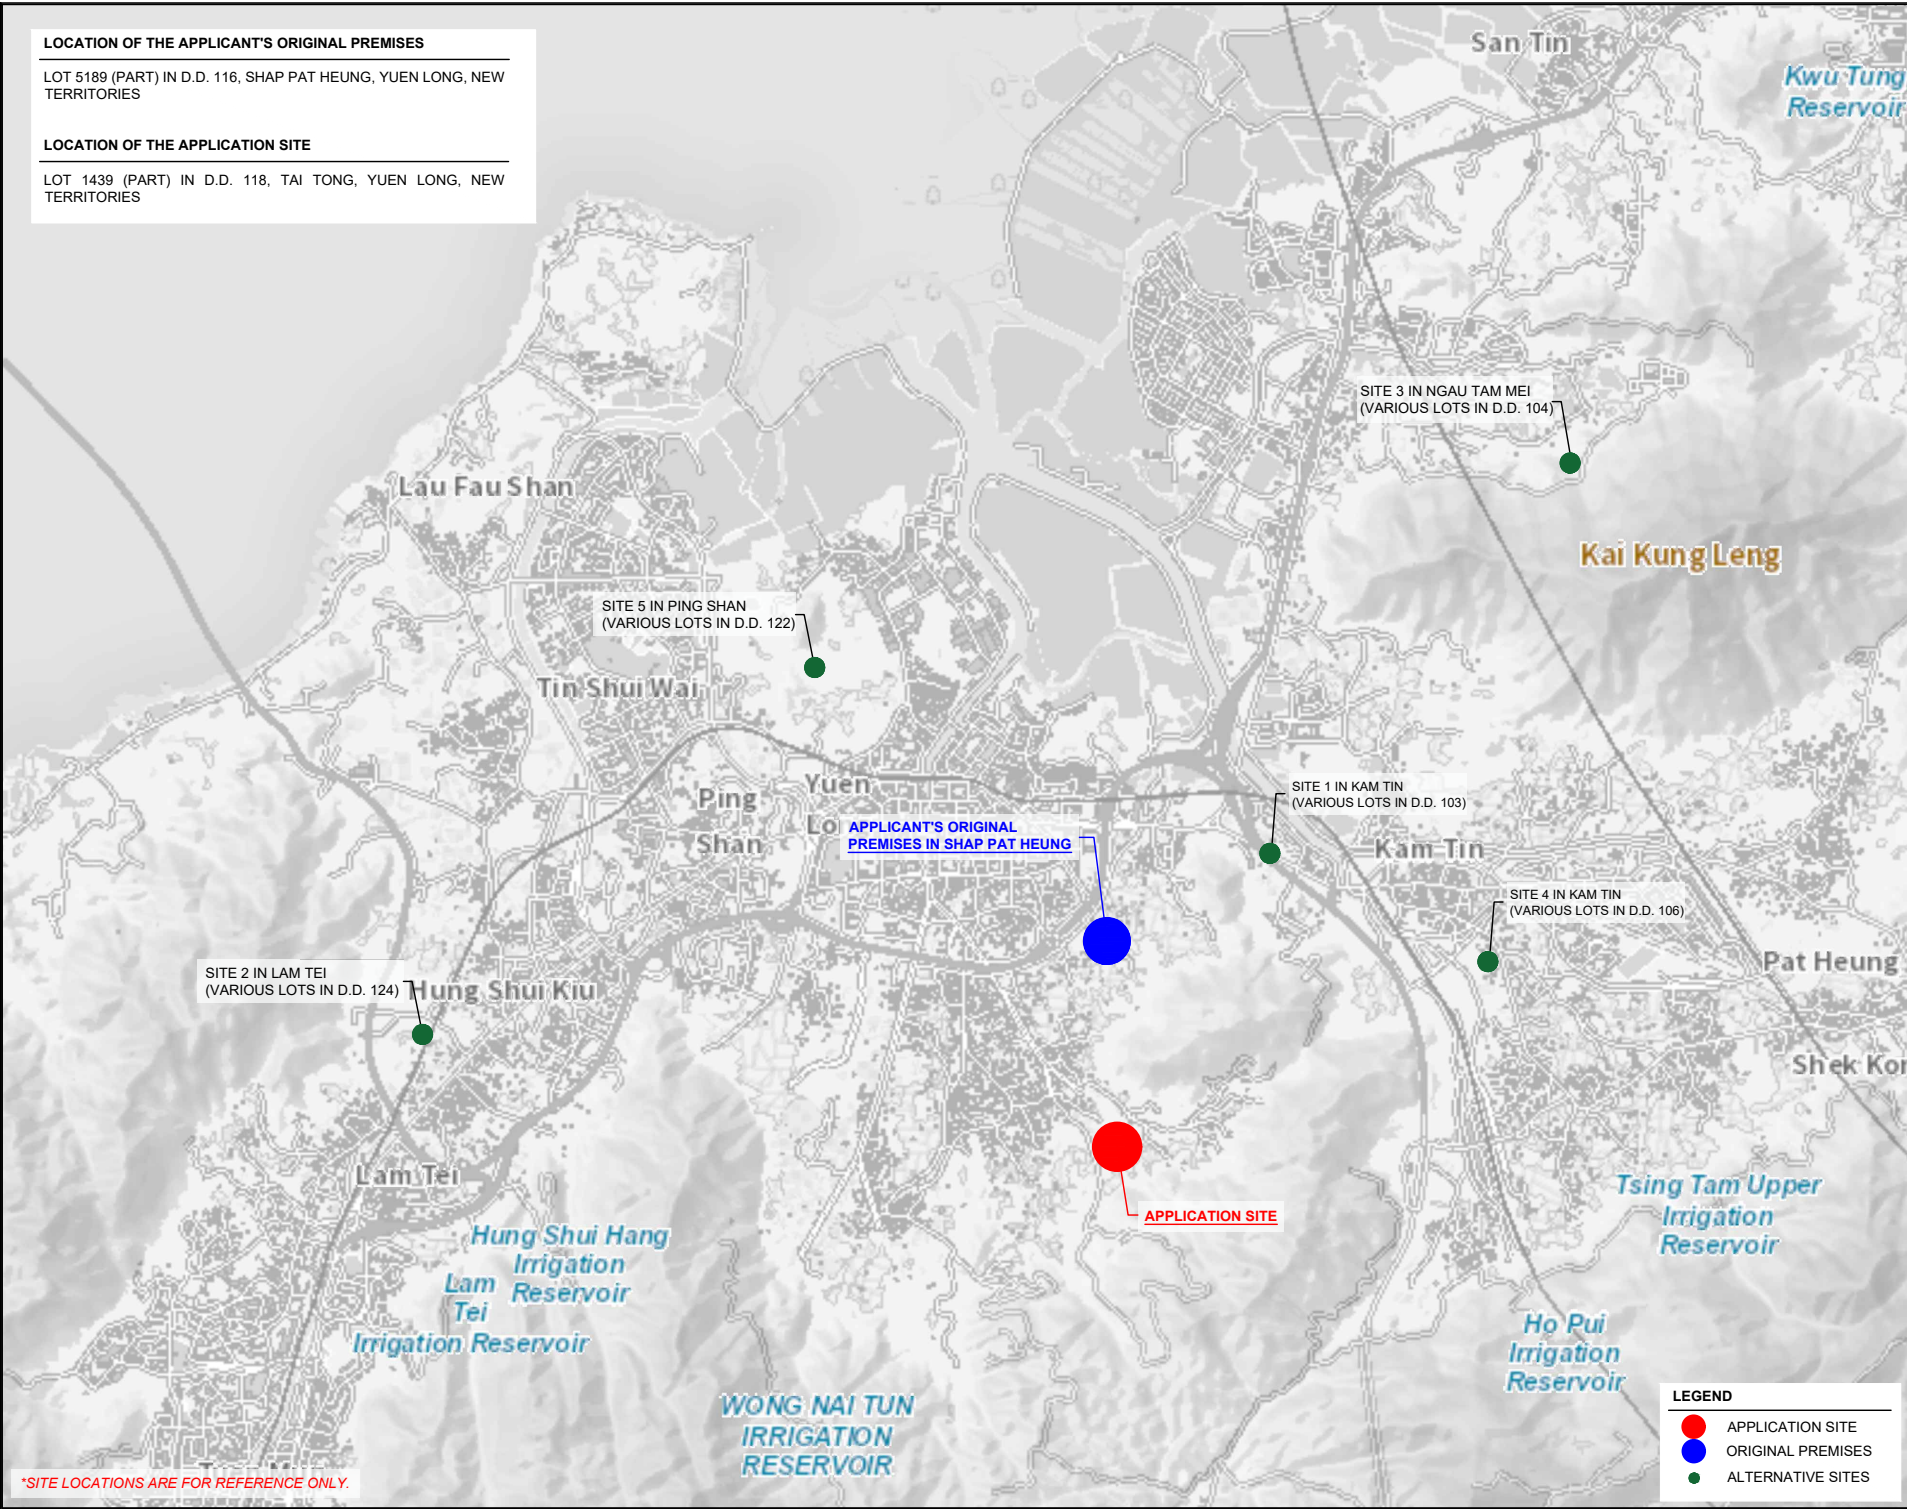 LOCATION OF THE APPLICANT'S ORIGINAL PREMISES
LOT 5189 (PART) IN D.D. 116, SHAP PAT HEUNG, YUEN LONG, NEW
TERRITORIES
LOCATION OF THE APPLICATION SITE
LOT 1439 (PART) IN D.D. 118, TAI TONG, YUEN LONG, NEW
TERRITORIES
San Tin
Kwu Tung
Reservoir
SITE 3 IN NGAU TAM MEI
(VARIOUS LOTS IN D.D. 104)
Lau Fau Shan
Kai Kung Leng
SITE 5 IN PING SHAN
(VARIOUS LOTS IN D.D. 122)
Tin Shui Wai
Yuen
Lo
Ping
Shan
SITE 1 IN KAM TIN
(VARIOUS LOTS IN D.D. 103)
APPLICANT'S ORIGINAL
PREMISES IN SHAP PAT HEUNG
Kam Tin
SITE 4 IN KAM TIN
(VARIOUS LOTS IN D.D. 106)
Pat Heung
SITE 2 IN LAM TEI
(VARIOUS LOTS IN D.D. 124)
Hung Shui Kiu
Shek Kon
Lam Tei
APPLICATION SITE
Tsing Tam Upper
Irrigation
Reservoir
Hung Shui Hang
Irrigation
Reservoir
Lam
Tei
Irrigation Reservoir
Ho Pui
Irrigation
Reservoir
WONG NAI TUN
IRRIGATION
RESERVOIR
LEGEND
APPLICATION SITE
ORIGINAL PREMISES
ALTERNATIVE SITES
*SITE LOCATIONS ARE FOR REFERENCE ONLY.